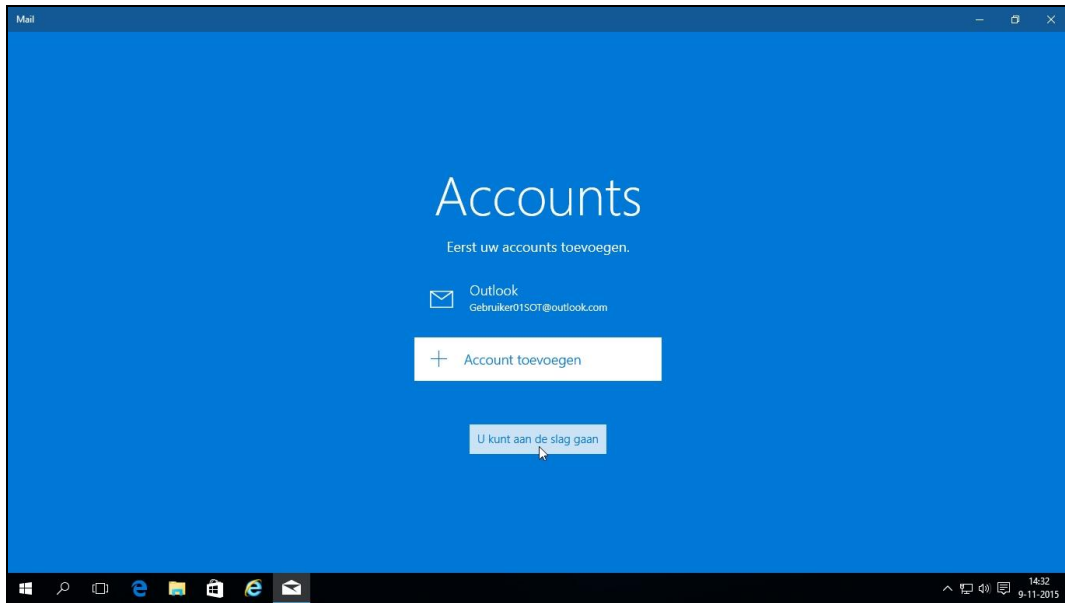 Mail
Accounts
Eerst uw accounts toevoegen.
Outlook
Gebruiker01SOT@outlook.com
Account toevoegen
U kunt aan de slag gaan
14:32
9-11-2015